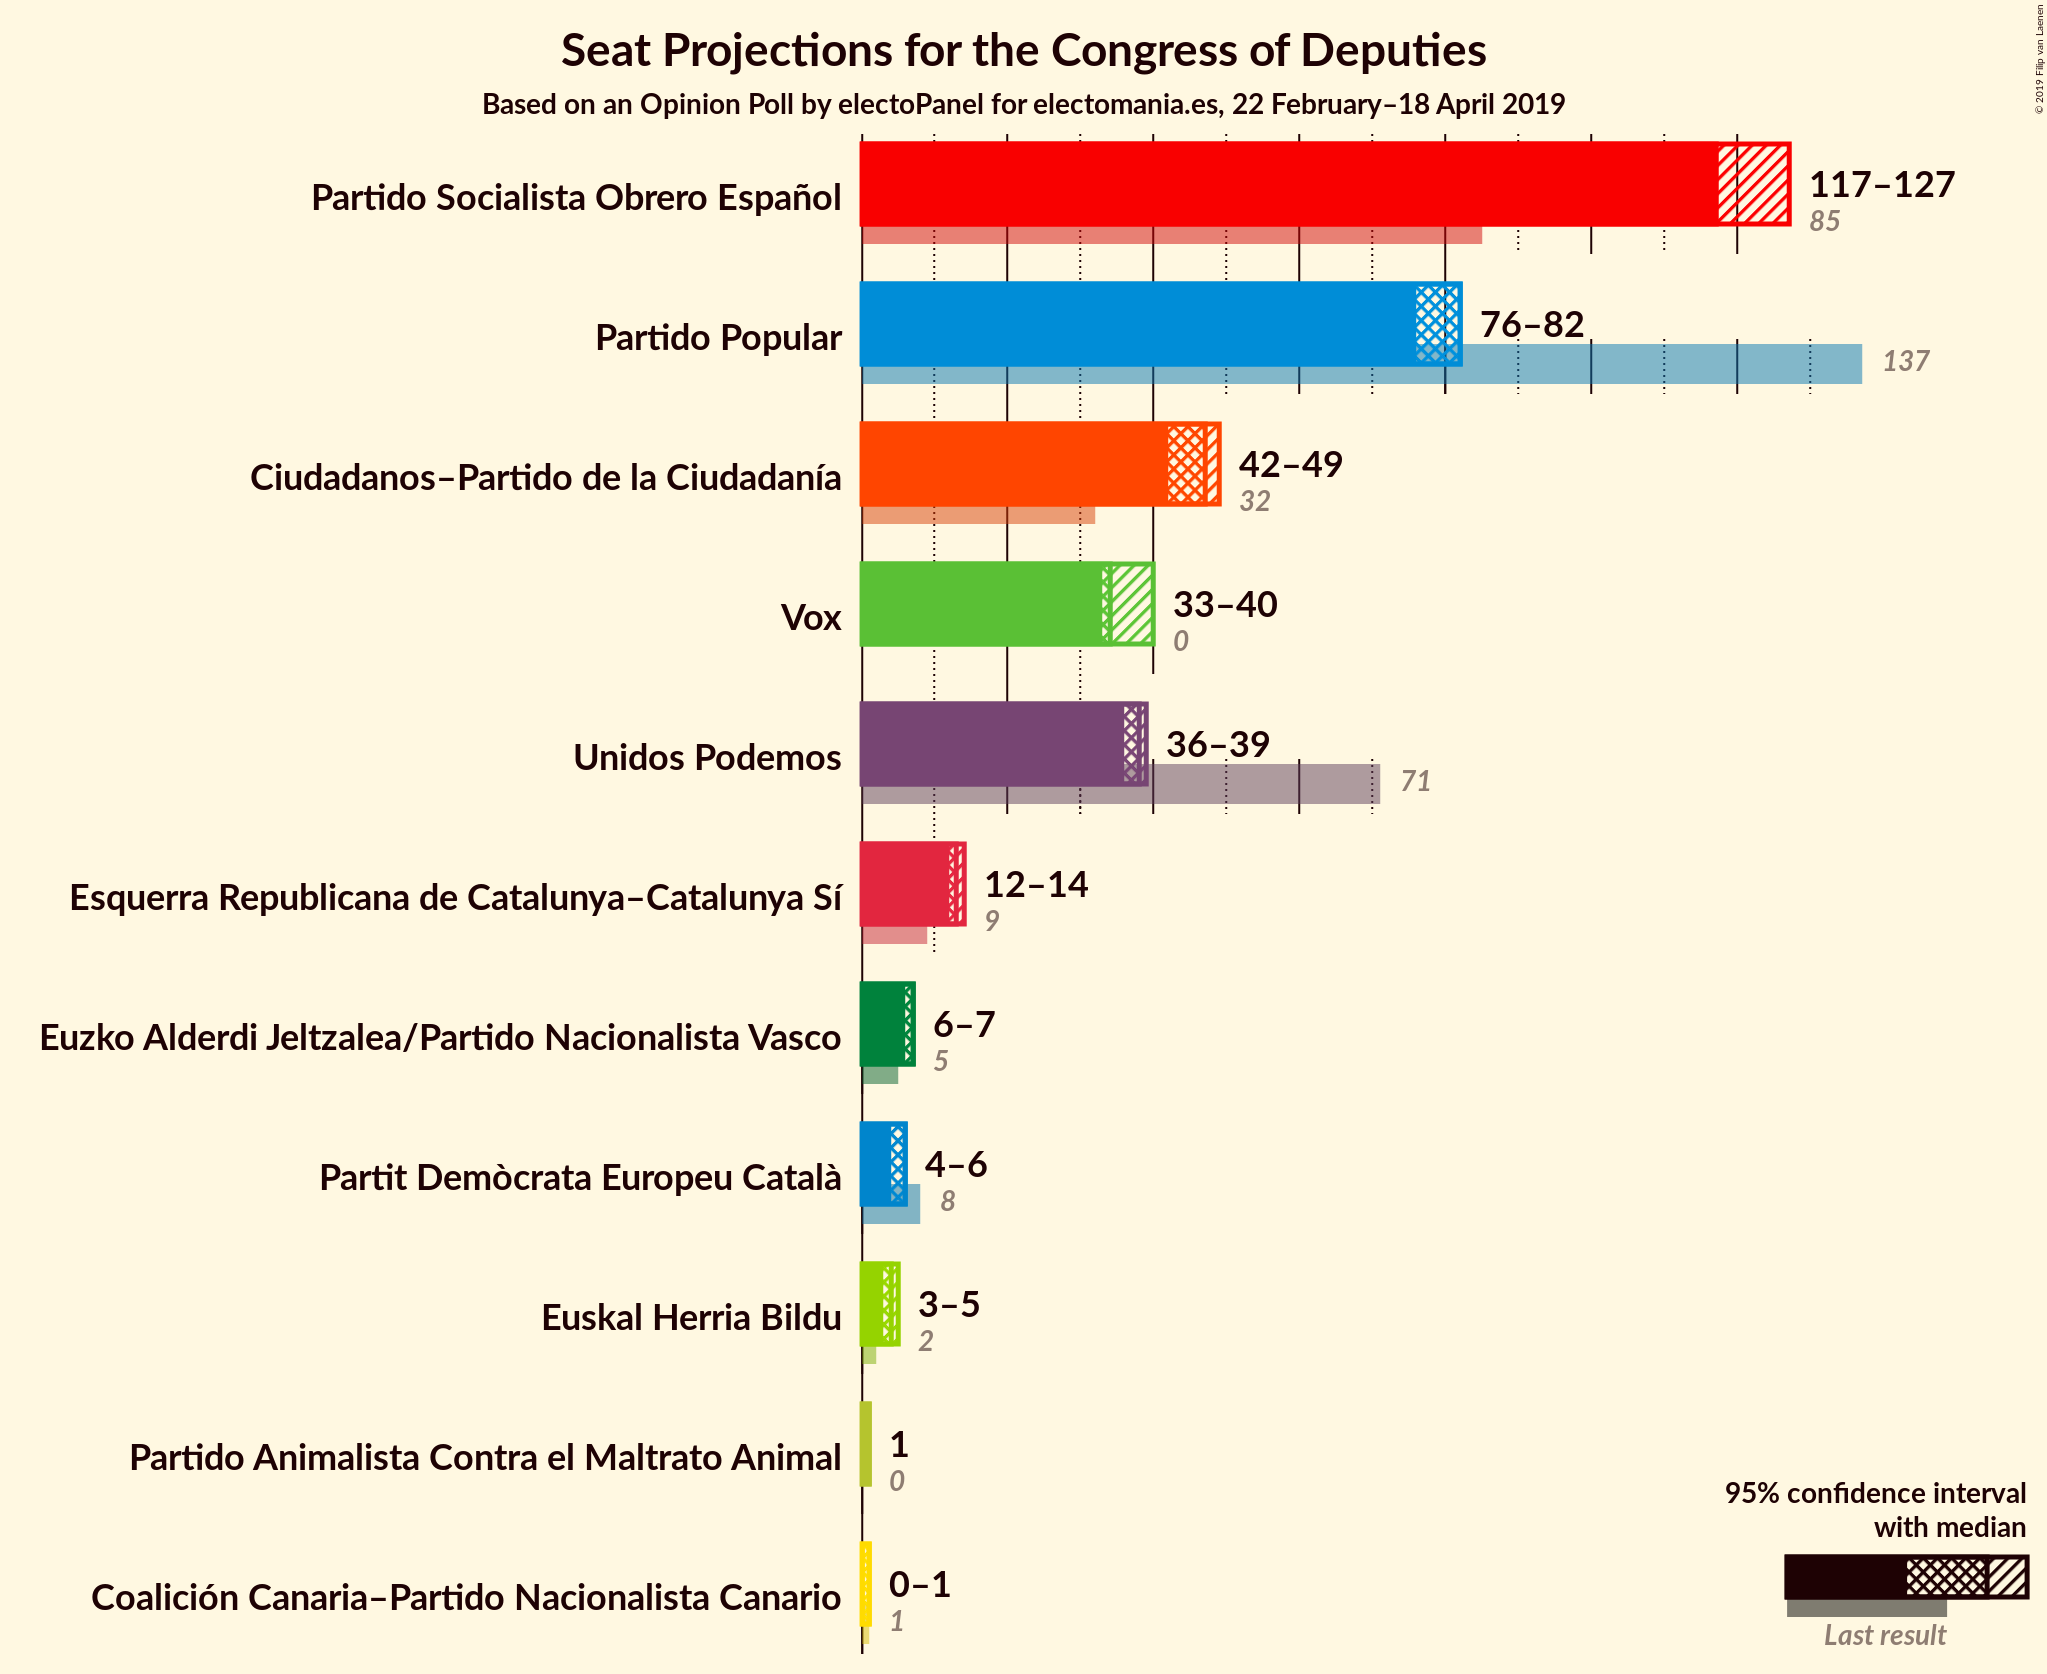 Seat Projections for the Congress of Deputies
Based on an Opinion Poll by electoPanel for electomania.es, 22 February–18 April 2019
© 2019 Filip van Laenen
Partido Socialista Obrero Español
117–127
85
Partido Popular
76–82
137
Ciudadanos–Partido de la Ciudadanía
42–49
32
Vox
33–40
0
Unidos Podemos
36–39
71
Esquerra Republicana de Catalunya–Catalunya Sí
12–14
9
Euzko Alderdi Jeltzalea/Partido Nacionalista Vasco
6–7
5
Partit Demòcrata Europeu Català
4–6
8
Euskal Herria Bildu
3–5
2
Partido Animalista Contra el Maltrato Animal
1
0
Coalición Canaria–Partido Nacionalista Canario
0–1
1
95% confidence interval
with median
Last result